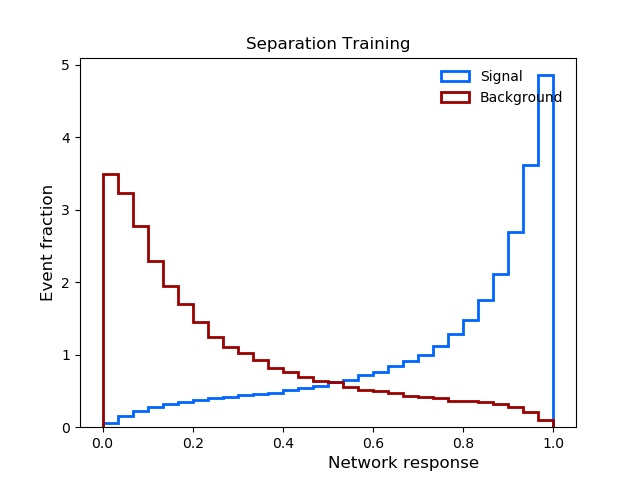 Separation Training
Signal
Background
Event fraction
5
4
3
2
1
0
0.0 0.2 0.4 0.6 0.8 1.0
Network response